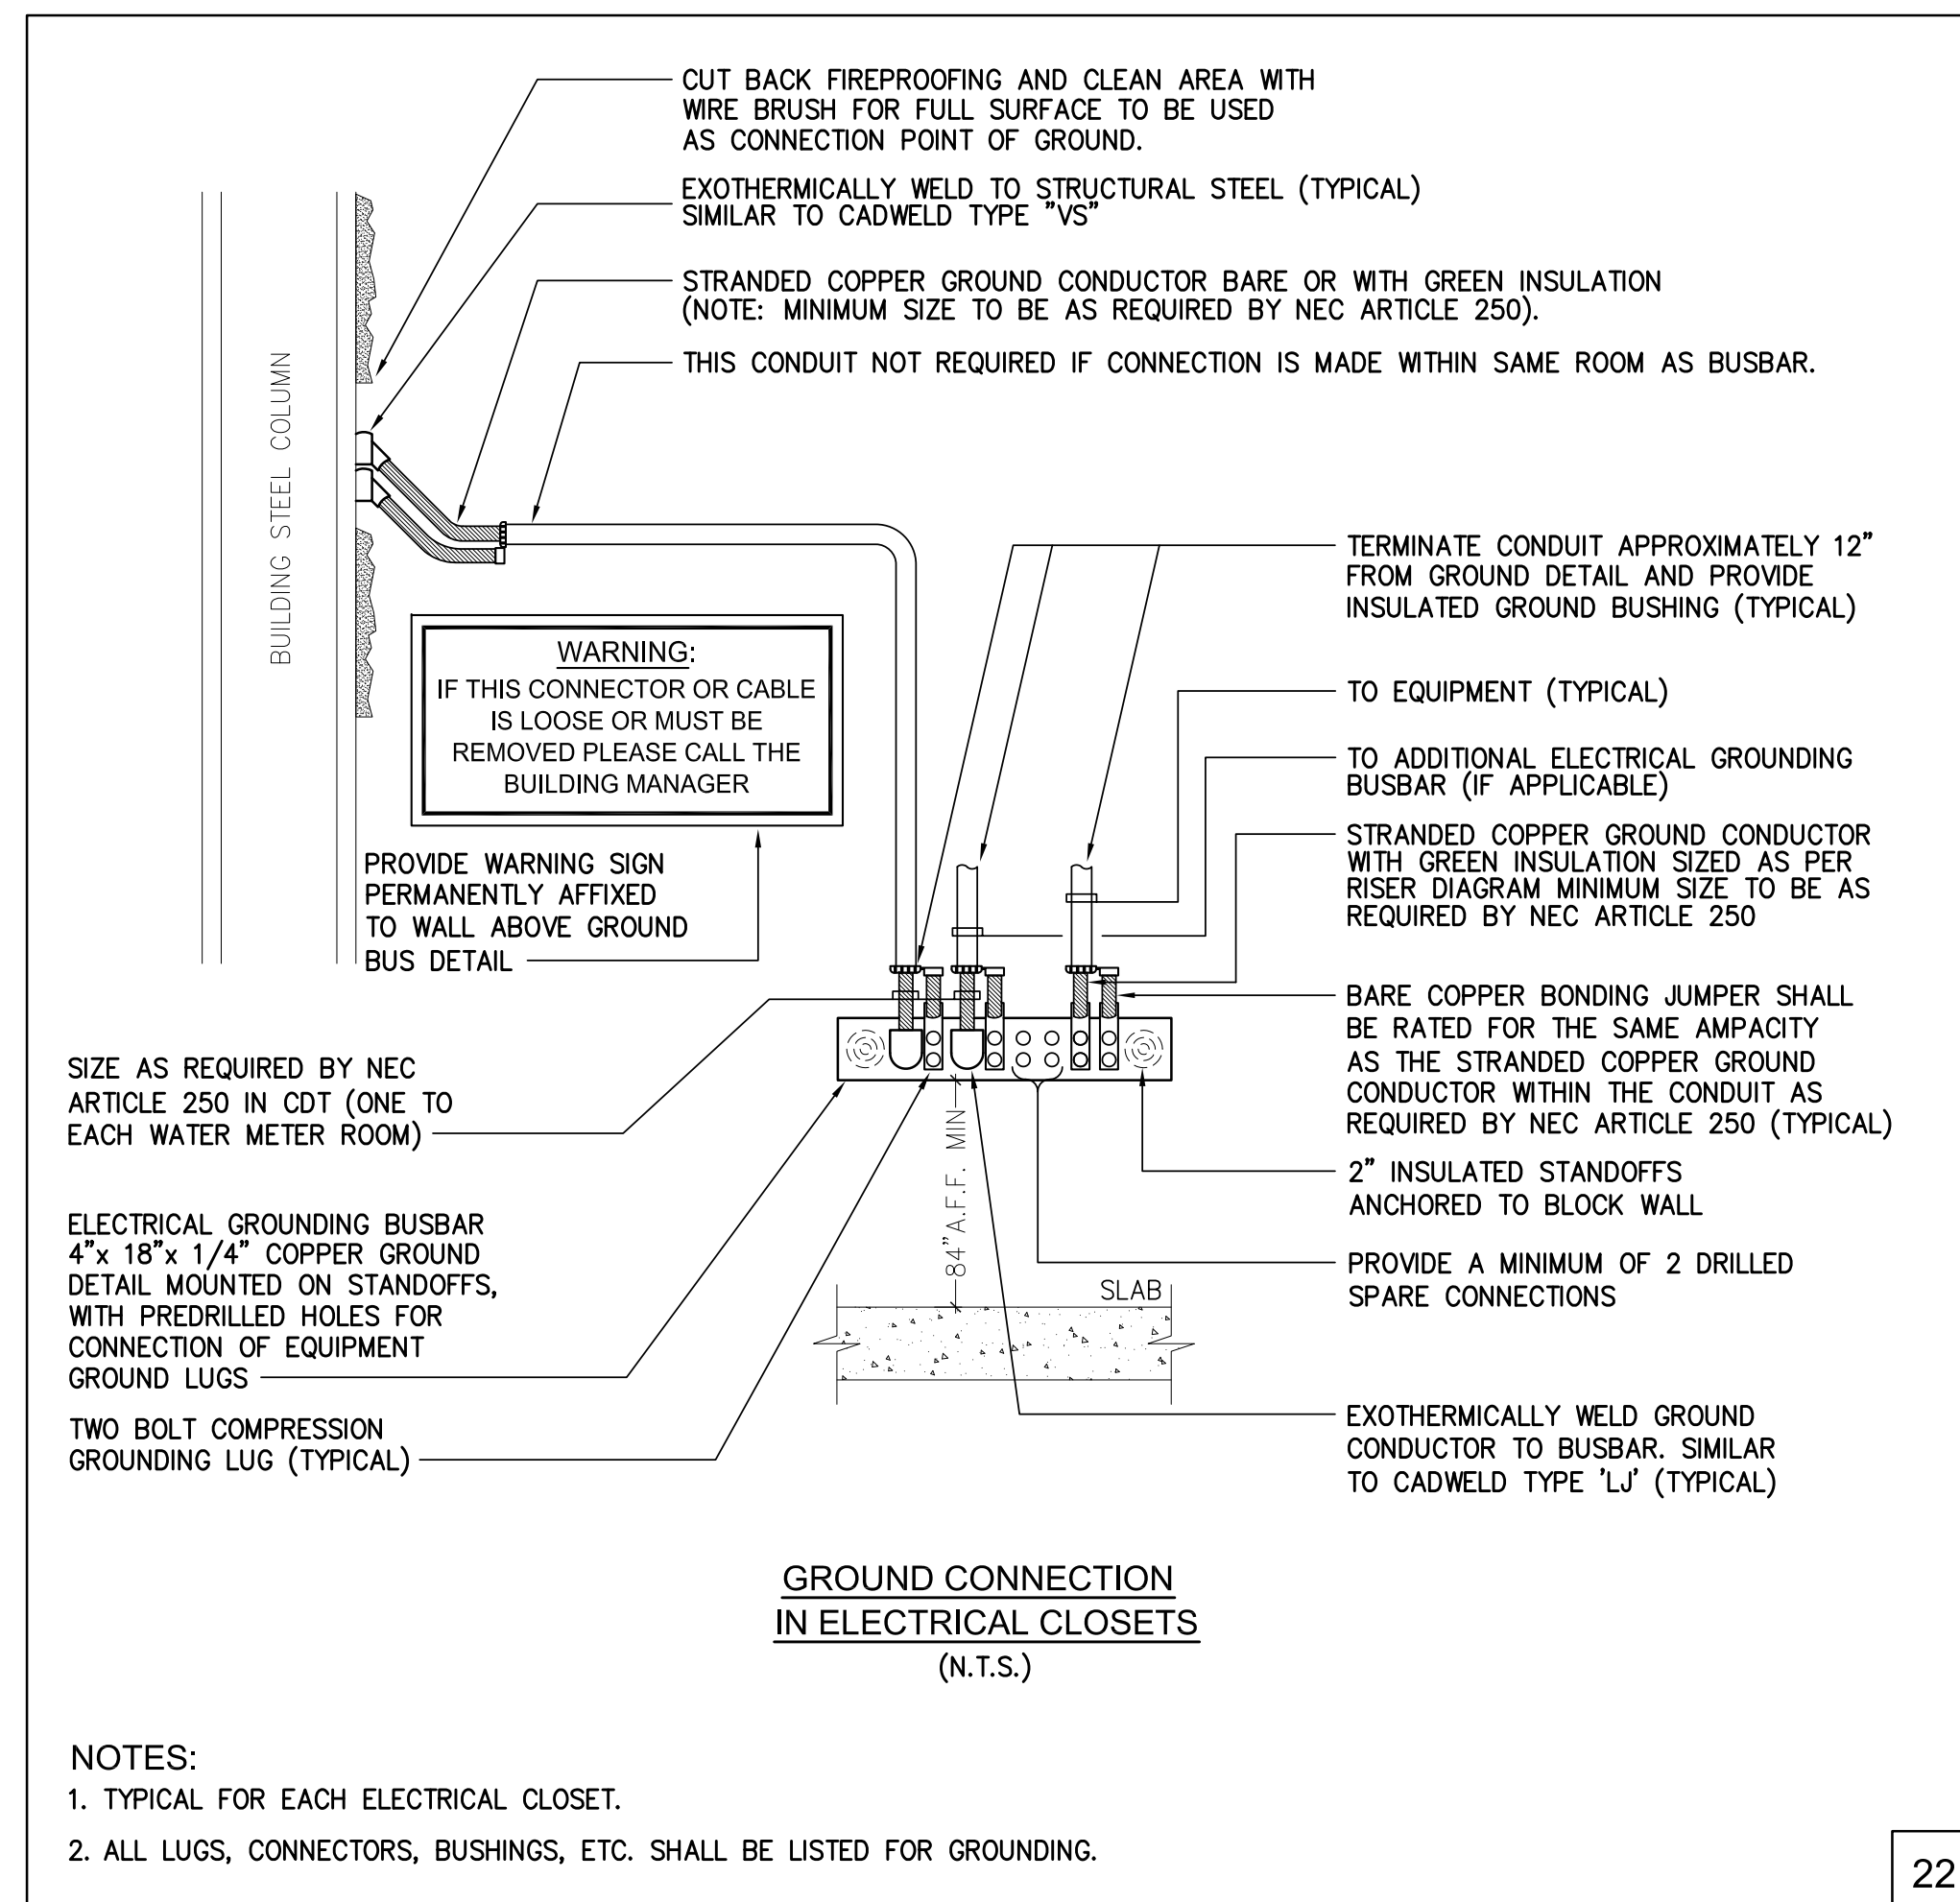 CUT BACK FIREPROOFING AND CLEAN AREA WITH
WIRE BRUSH FOR FULL SURFACE TO BE USED
AS CONNECTION POINT OF GROUND.
EXOTHERMICALLY WELD TO STRUCTURAL STEEL (TYPICAL)
SIMILAR TO CADWELD TYPE "VS"
STRANDED COPPER GROUND CONDUCTOR BARE OR WITH GREEN INSULATION
(NOTE: MINIMUM SIZE TO BE AS REQUIRED BY NEC ARTICLE 250).
THIS CONDUIT NOT REQUIRED IF CONNECTION IS MADE WITHIN SAME ROOM AS BUSBAR.
BUILDING STEEL COLUMN
WARNING:
IF THIS CONNECTOR OR CABLE
IS LOOSE OR MUST BE
REMOVED PLEASE CALL THE
BUILDING MANAGER
PROVIDE WARNING SIGN
PERMANENTLY AFFIXED
TO WALL ABOVE GROUND
BUS DETAIL
TERMINATE CONDUIT APPROXIMATELY 12"
FROM GROUND DETAIL AND PROVIDE
INSULATED GROUND BUSHING (TYPICAL)
TO EQUIPMENT (TYPICAL)
TO ADDITIONAL ELECTRICAL GROUNDING
BUSBAR (IF APPLICABLE)
STRANDED COPPER GROUND CONDUCTOR
WITH GREEN INSULATION SIZED AS PER
RISER DIAGRAM MINIMUM SIZE TO BE AS
REQUIRED BY NEC ARTICLE 250
BARE COPPER BONDING JUMPER SHALL
BE RATED FOR THE SAME AMPACITY
AS THE STRANDED COPPER GROUND
CONDUCTOR WITHIN THE CONDUIT AS
REQUIRED BY NEC ARTICLE 250 (TYPICAL)
2" INSULATED STANDOFFS
ANCHORED TO BLOCK WALL
PROVIDE A MINIMUM OF 2 DRILLED
SPARE CONNECTIONS
EXOTHERMICALLY WELD GROUND
CONDUCTOR TO BUSBAR. SIMILAR
TO CADWELD TYPE 'LJ' (TYPICAL)
SIZE AS REQUIRED BY NEC
ARTICLE 250 IN CDT (ONE TO
EACH WATER METER ROOM)
ELECTRICAL GROUNDING BUSBAR
4"x 18"x 1/4" COPPER GROUND
DETAIL MOUNTED ON STANDOFFS,
WITH PREDRILLED HOLES FOR
CONNECTION OF EQUIPMENT
GROUND LUGS
TWO BOLT COMPRESSION
GROUNDING LUG (TYPICAL)
84" A.F.F. MIN
SLAB
GROUND CONNECTION
IN ELECTRICAL CLOSETS
(N.T.S.)
NOTES:
1. TYPICAL FOR EACH ELECTRICAL CLOSET.
2. ALL LUGS, CONNECTORS, BUSHINGS, ETC. SHALL BE LISTED FOR GROUNDING.
22